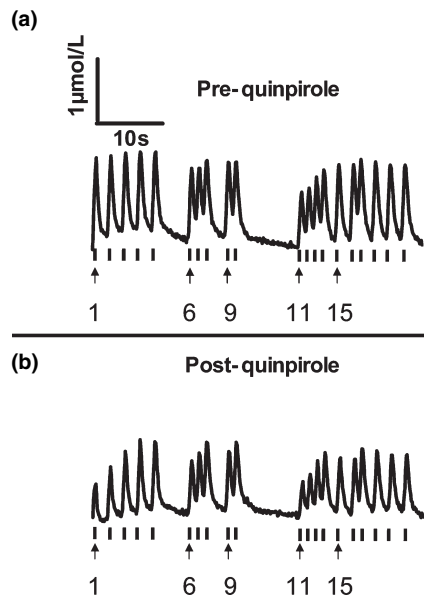 (a)
1µmol/L
Pre-quinpirole
10s
1 6 9 11 15
(b)
Post-quinpirole
1 6 9 11 15